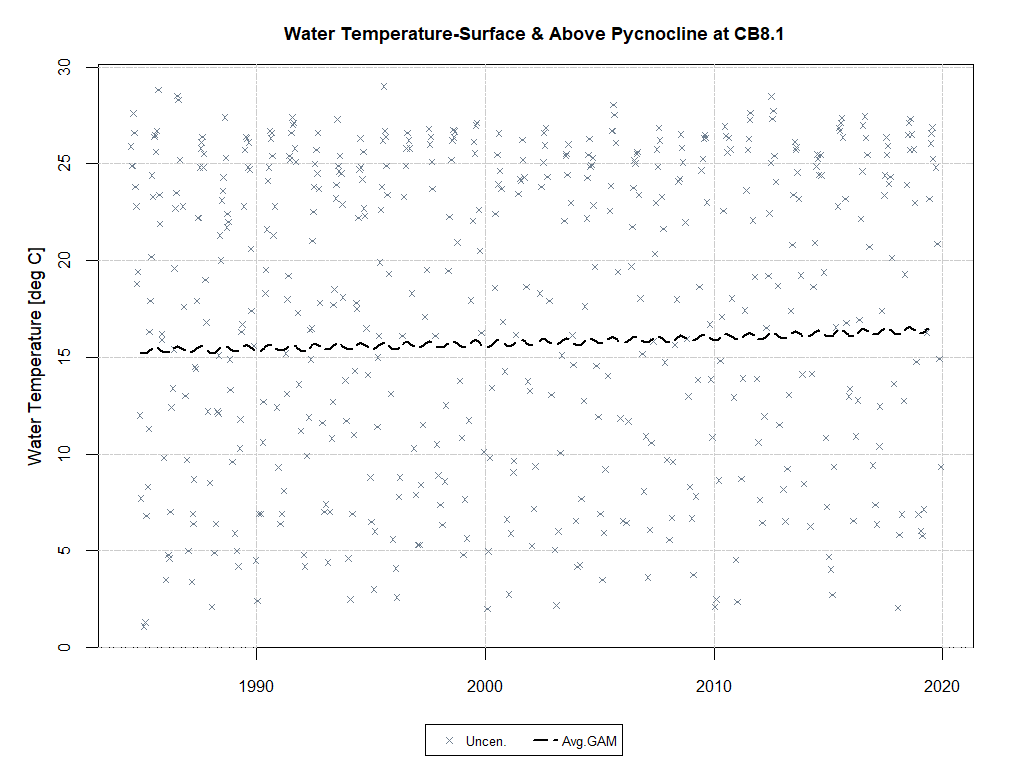 Water Temperature-Surface & Above Pycnocline at CB8.1
Water Temperature [deg C]
30
25
20
15
10
5
0
1990 2000 2010 2020
Uncen. Avg.GAM